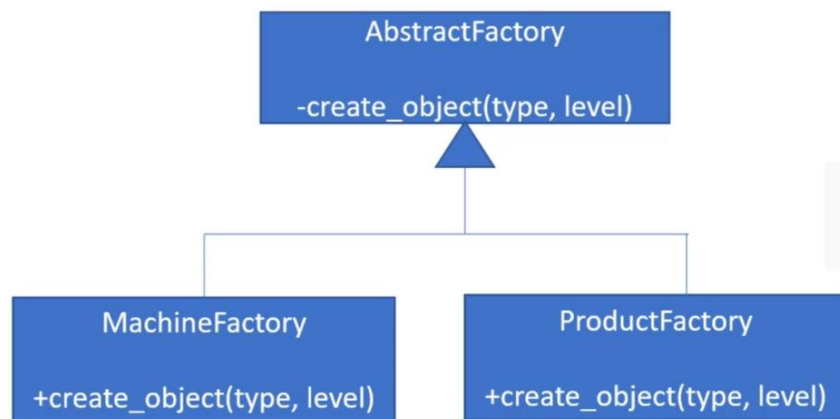 AbstractFactory
-create_object(type, level)
MachineFactory
+create_object(type, level)
ProductFactory
+create_object(type, level)